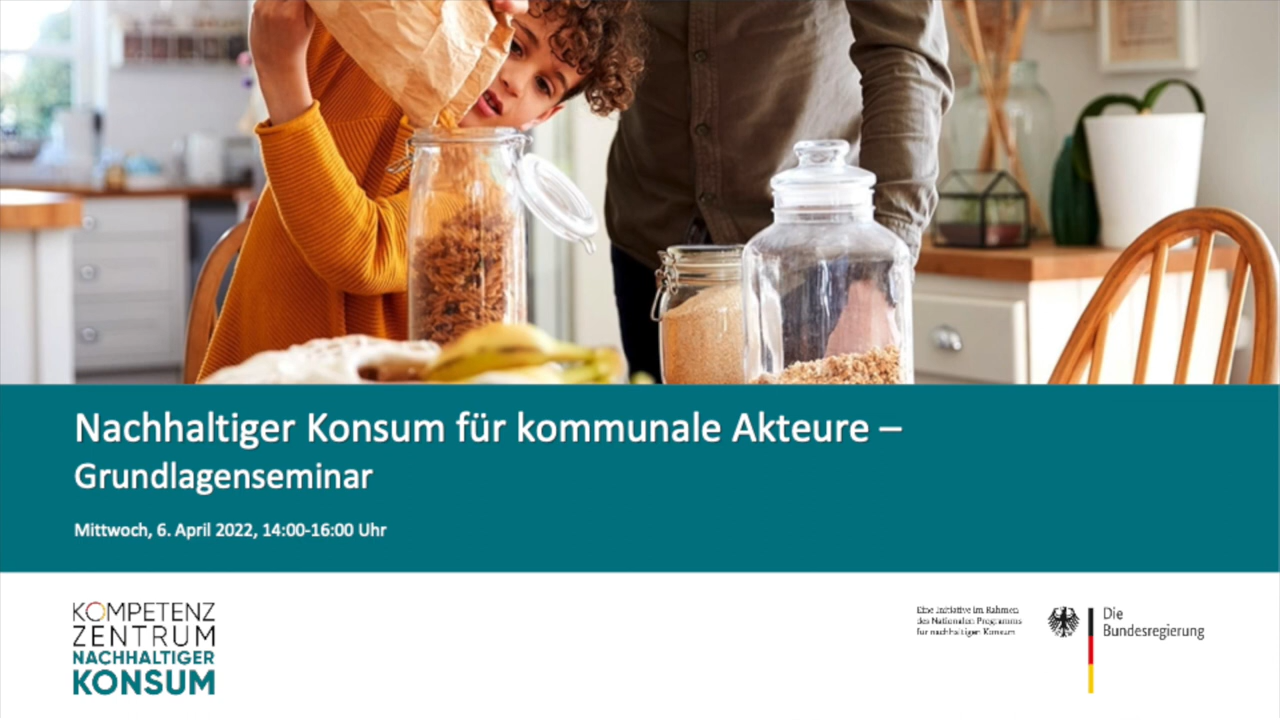 Nachhaltiger Konsum für kommunale Akteure –
Grundlagenseminar
Mittwoch, 6. April 2022, 14:00-16:00 Uhr
KOMPETENZ
ZENTRUM
NACHHALTIGER
KONSUM
Eine Initiative im Rahmen
des Nationalen Programms
für nachhaltigen Konsum
Die
Bundesregierung